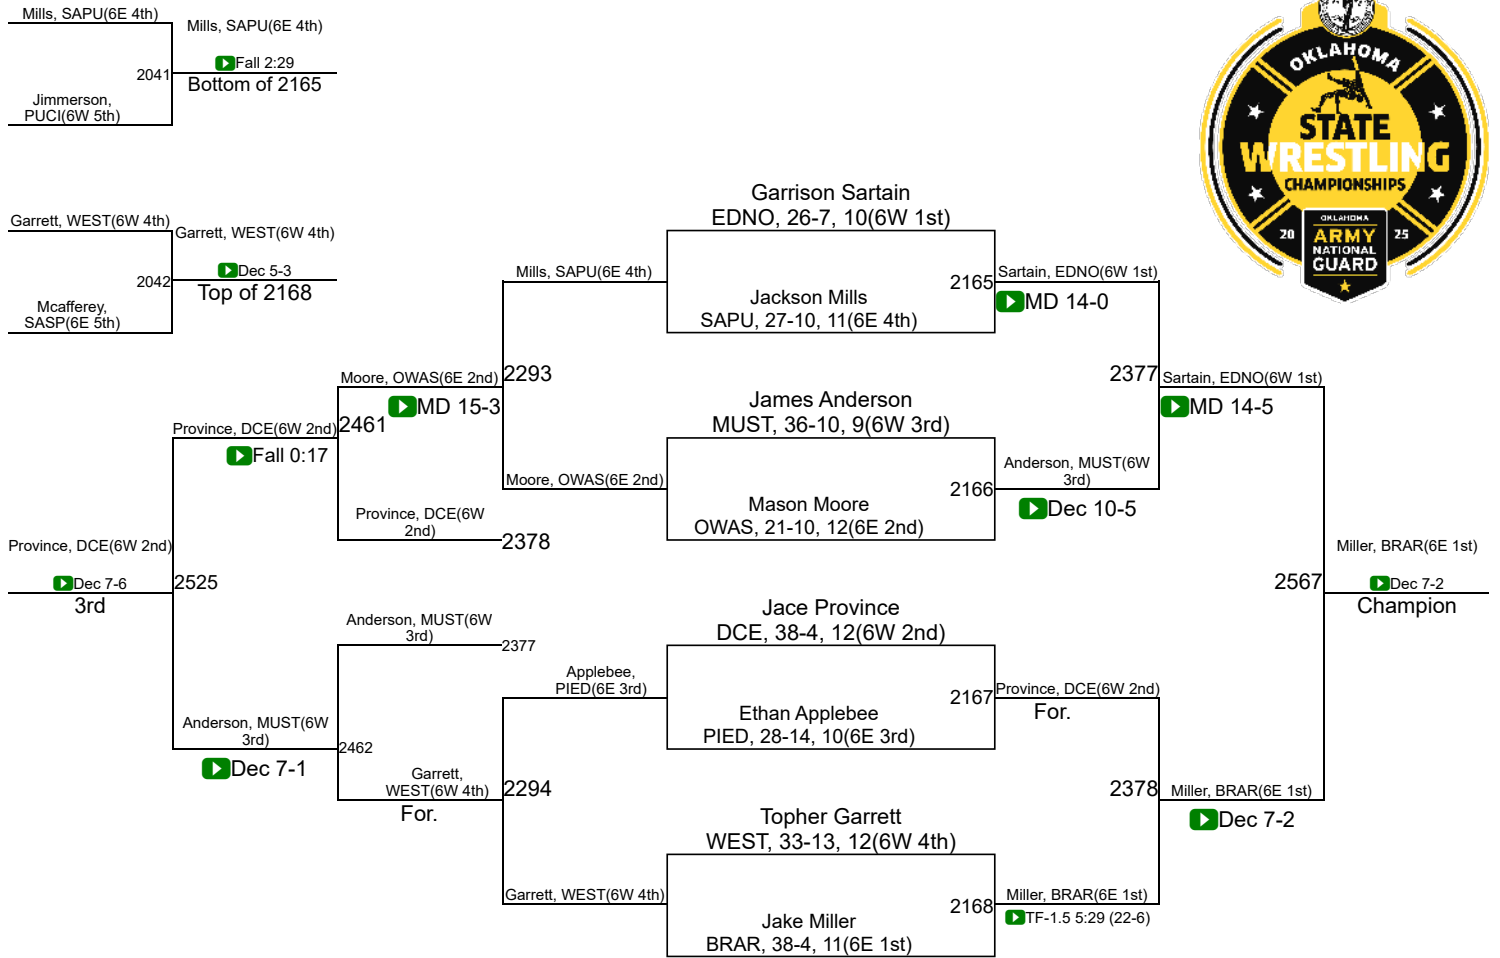 Mills, SAPU(6E 4th)
Mills, SAPU(6E 4th)
Fall 2:29
2041
Bottom of 2165
Jimmerson,
PUCI(6W 5th)
OKLAHOMA
STATE
WRESTLING
CHAMPIONSHIPS
OKLAHOMA
20 ARMY 25
NATIONAL
GUARD
Garrett, WEST(6W 4th)
Garrett, WEST(6W 4th)
Dec 5-3
2042
Top of 2168
Mcafferey,
SASP(6E 5th)
Garrison Sartain
EDNO, 26-7, 10(6W 1st)
Mills, SAPU(6E 4th)
2165
Sartain, EDNO(6W 1st)
MD 14-0
Jackson Mills
SAPU, 27-10, 11(6E 4th)
Moore, OWAS(6E 2nd)
2293
MD 15-3
2377
Sartain, EDNO(6W 1st)
MD 14-5
James Anderson
MUST, 36-10, 9(6W 3rd)
Province, DCE(6W 2nd)
2461
Fall 0:17
Moore, OWAS(6E 2nd)
2166
Anderson, MUST(6W
3rd)
Dec 10-5
Mason Moore
OWAS, 21-10, 12(6E 2nd)
Province, DCE(6W
2nd)
2378
Province, DCE(6W 2nd)
Dec 7-6
2525
3rd
2567
Miller, BRAR(6E 1st)
Dec 7-2
Champion
Jace Province
DCE, 38-4, 12(6W 2nd)
Anderson, MUST(6W
3rd)
2377
Applebee,
PIED(6E 3rd)
2167
Province, DCE(6W 2nd)
For.
Ethan Applebee
PIED, 28-14, 10(6E 3rd)
Anderson, MUST(6W
3rd)
2462
Dec 7-1
Garrett,
WEST(6W 4th)
2294
For.
2378
Miller, BRAR(6E 1st)
Dec 7-2
Topher Garrett
WEST, 33-13, 12(6W 4th)
Garrett, WEST(6W 4th)
2168
Miller, BRAR(6E 1st)
TF-1.5 5:29 (22-6)
Jake Miller
BRAR, 38-4, 11(6E 1st)